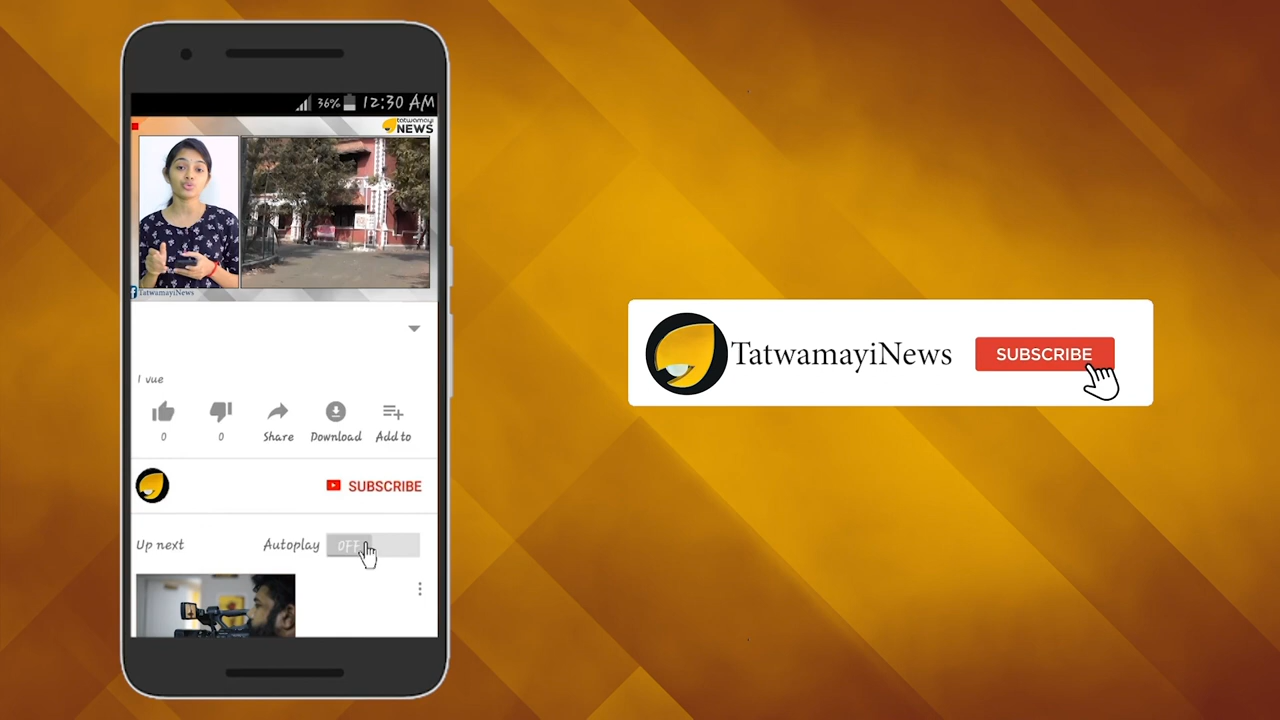 36% 12:30 AM
tatwamayi
NEWS
TatwamayiNews
1 vue
0 0 Share Download Add to
SUBSCRIBE
Up next Autoplay OFF
TatwamayiNews SUBSCRIBE